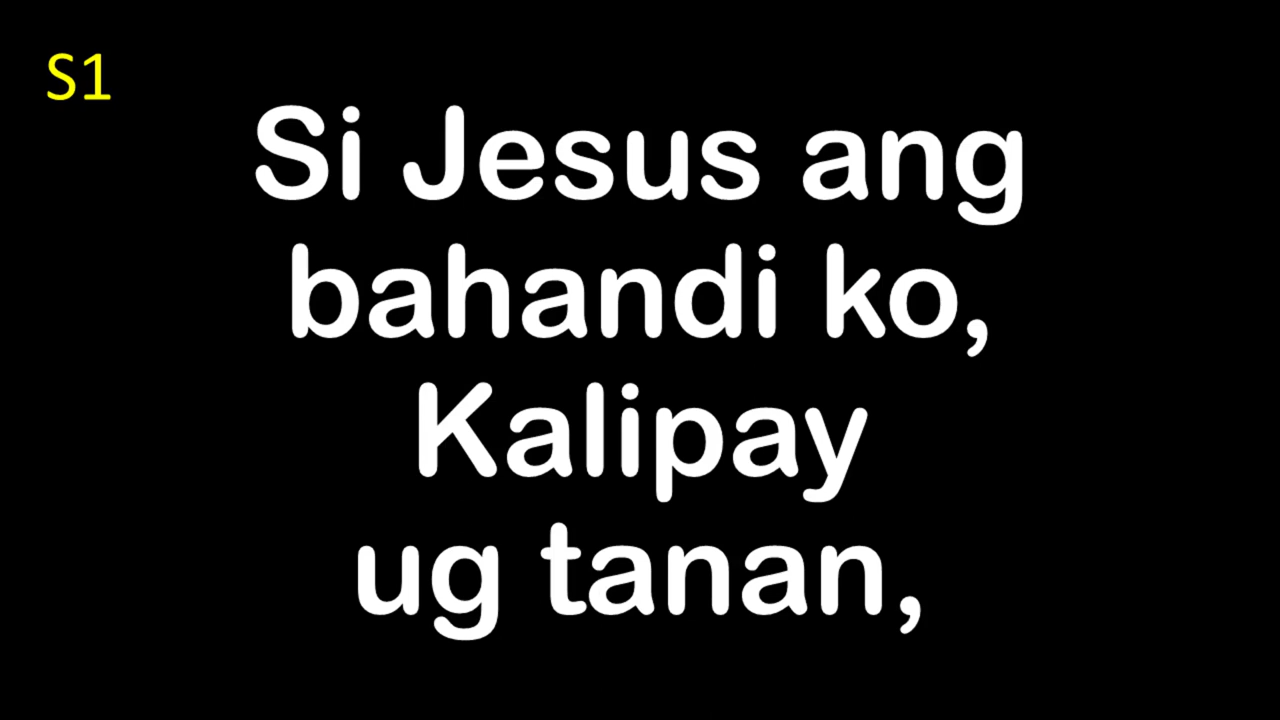 S1
Si Jesus ang
bahandi ko,
Kalipay
ug tanan,